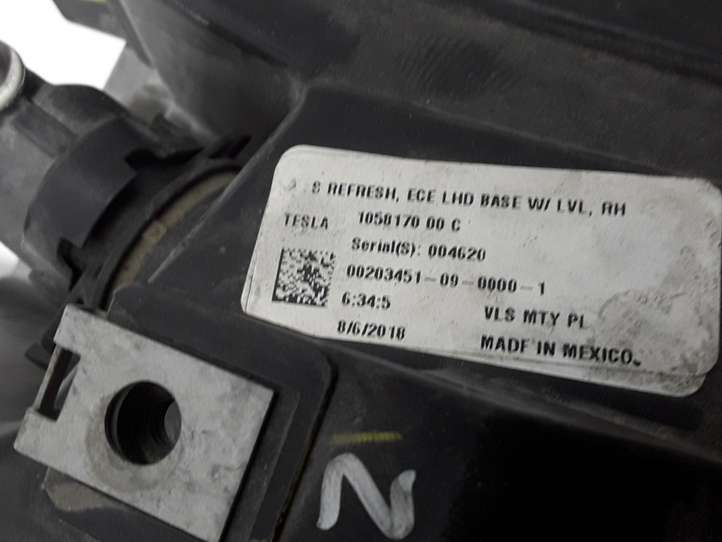 S REFRESH, ECE LHD BASE W/ LVL, RH
TESLA 1058170 00 C
Serial(S): 004620
00203451-09-0000-1
6:34:5 VLS MTY PL
8/6/2018 MADE IN MEXICO.
N